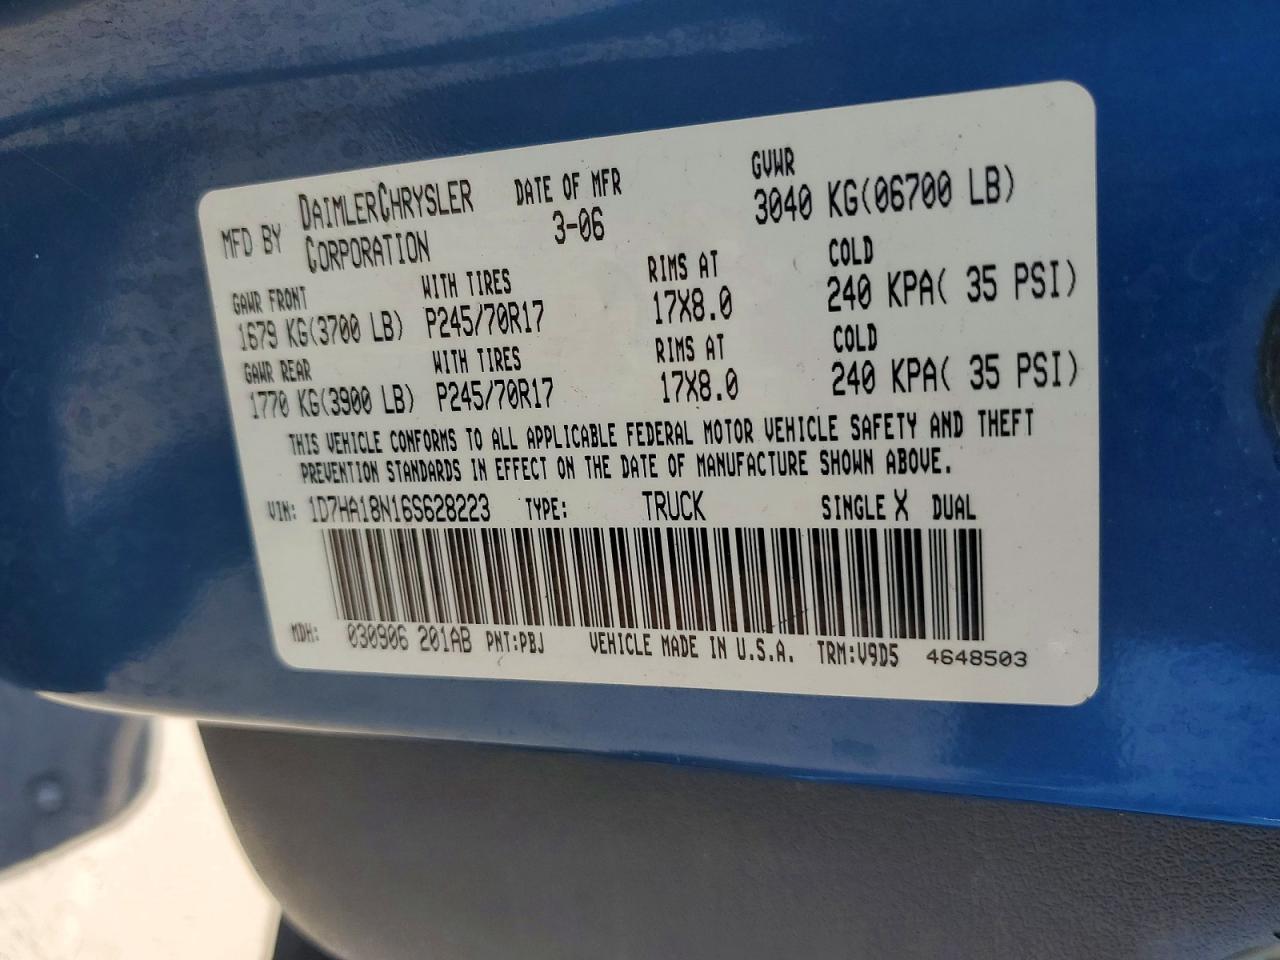 MFD BY DAIMLERCHRYSLER CORPORATION DATE OF MFR 3-06 GVWR 3040 KG(06700 LB)
GAWR FRONT WITH TIRES RIMS AT COLD
1679 KG(3700 LB) P245/70R17 17X8.0 240 KPA( 35 PSI)
GAWR REAR WITH TIRES RIMS AT COLD
1770 KG(3900 LB) P245/70R17 17X8.0 240 KPA( 35 PSI)
THIS VEHICLE CONFORMS TO ALL APPLICABLE FEDERAL MOTOR VEHICLE SAFETY AND THEFT
PREVENTION STANDARDS IN EFFECT ON THE DATE OF MANUFACTURE SHOWN ABOVE.
VIN: 1D7HA18N16S628223 TYPE: TRUCK SINGLE X DUAL
MDH: 030906 201AB PNT:PBJ VEHICLE MADE IN U.S.A. TRM:V9D5 4648503